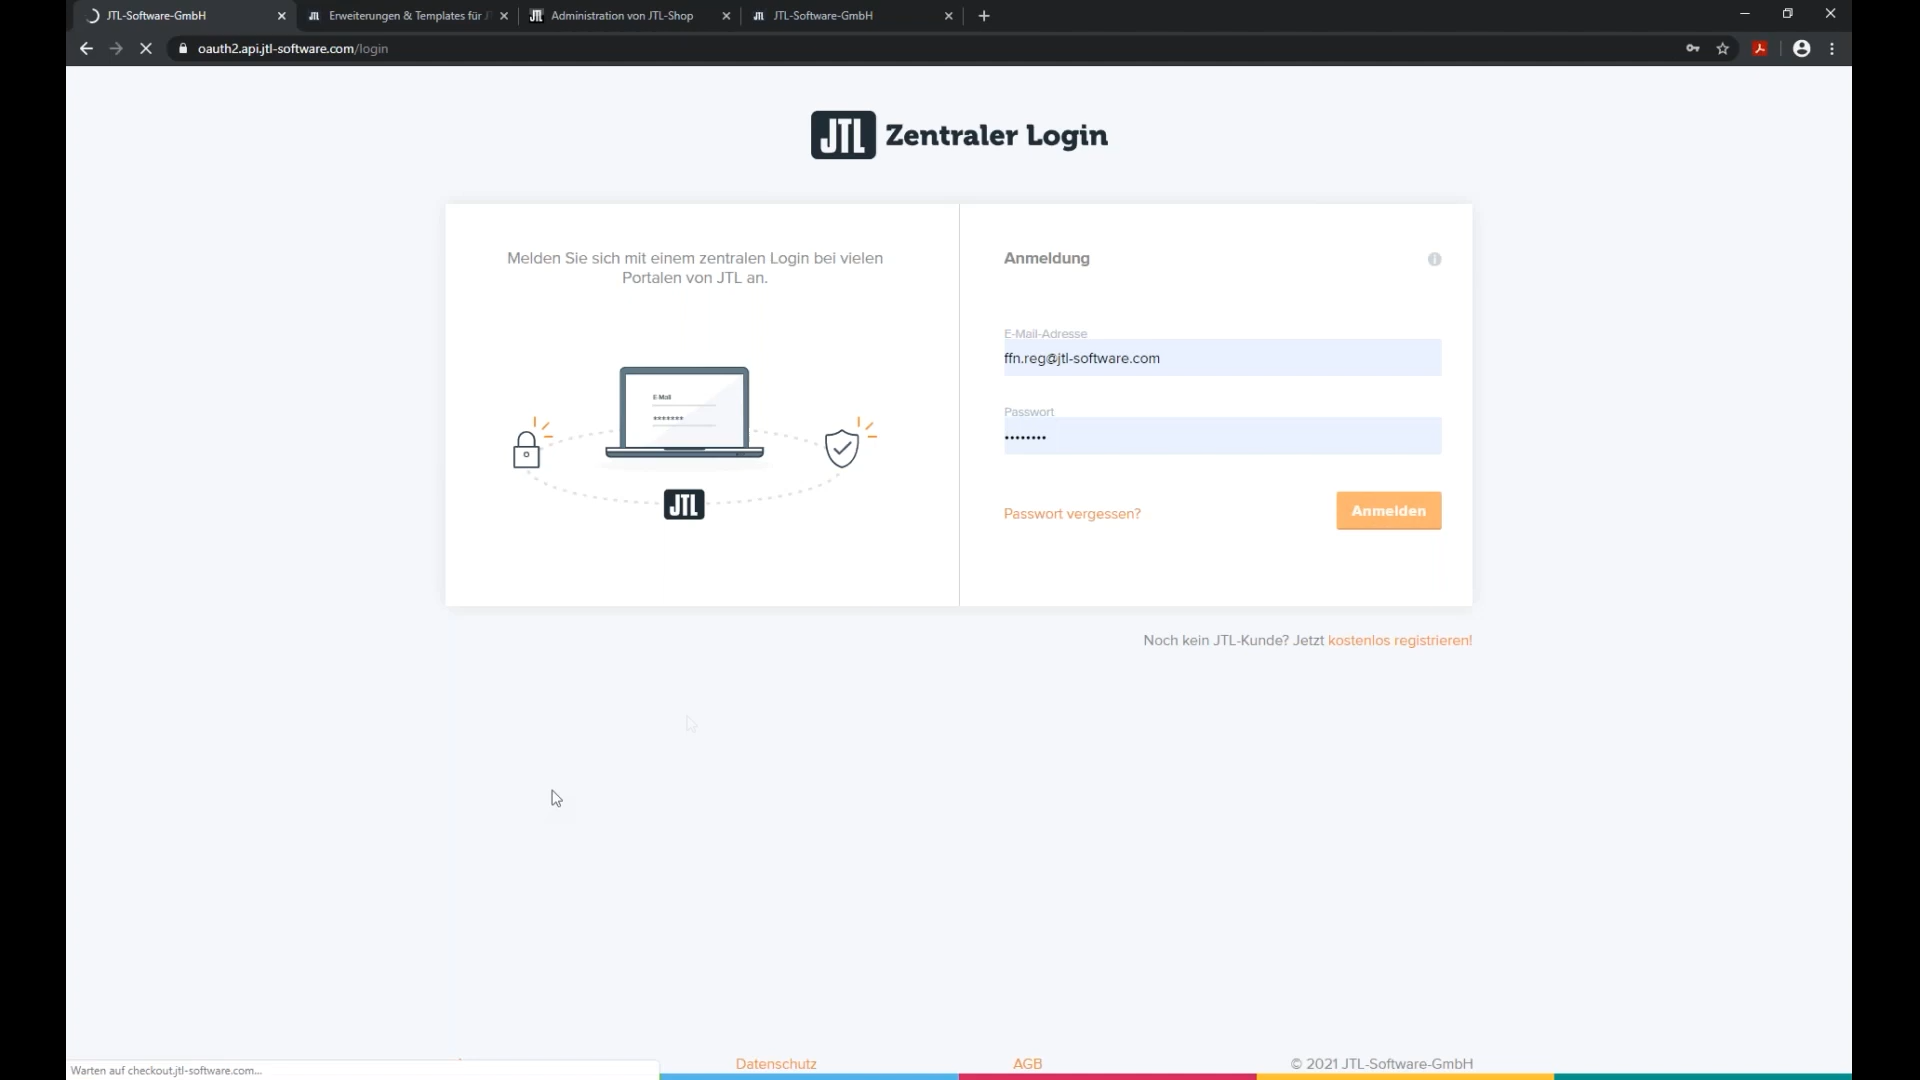 JTL-Software-GmbH
Erweiterungen & Templates für J
Administration von JTL-Shop
JTL-Software-GmbH
oauth2.api.jtl-software.com/login
JTL Zentraler Login
Melden Sie sich mit einem zentralen Login bei vielen
Portalen von JTL an.
E-Mail
*******
JTL
Anmeldung
E-Mail-Adresse
ffn.reg@jtl-software.com
Passwort
••••••••
Passwort vergessen?
Anmelden
Noch kein JTL-Kunde? Jetzt kostenlos registrieren!
Datenschutz
AGB
© 2021 JTL-Software-GmbH
Warten auf checkout.jtl-software.com...